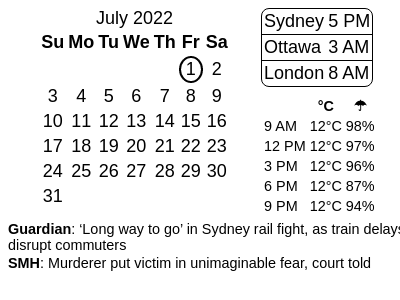 July 2022
Su Mo Tu We Th Fr Sa
1 2
3 4 5 6 7 8 9
10 11 12 13 14 15 16
17 18 19 20 21 22 23
24 25 26 27 28 29 30
31
Sydney 5 PM
Ottawa 3 AM
London 8 AM
°C ☂
9 AM 12°C 98%
12 PM 12°C 97%
3 PM 12°C 96%
6 PM 12°C 87%
9 PM 12°C 94%
Guardian: ‘Long way to go’ in Sydney rail fight, as train delays
disrupt commuters
SMH: Murderer put victim in unimaginable fear, court told